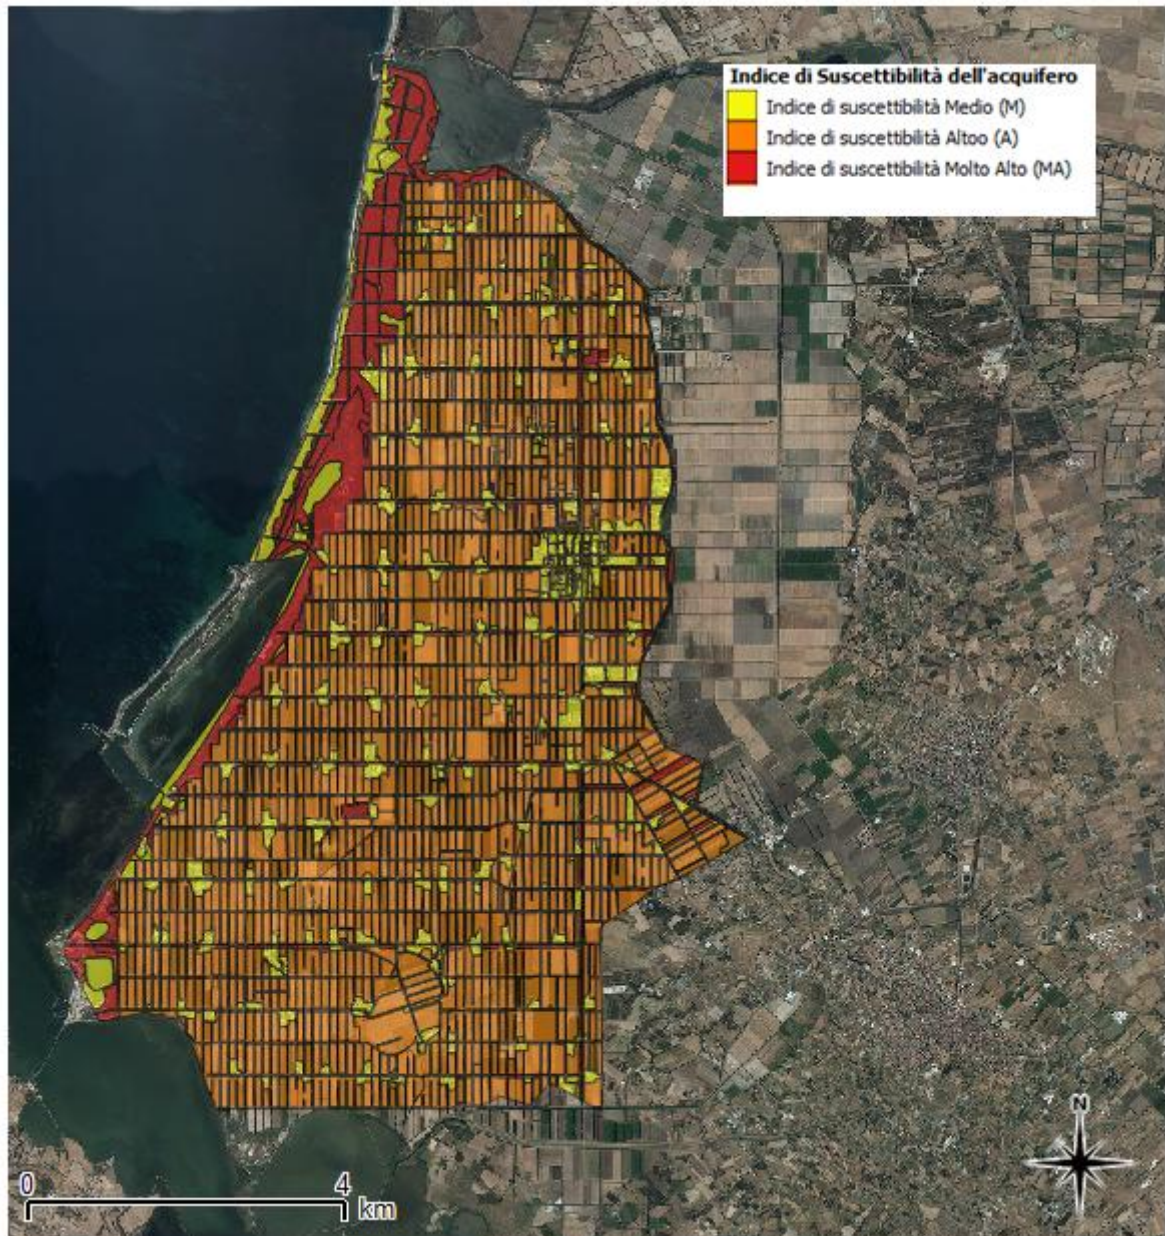 Indice di Suscettibilità dell'acquifero
Indice di suscettibilità Medio (M)
Indice di suscettibilità Altoo (A)
Indice di suscettibilità Molto Alto (MA)
N
0 4
km